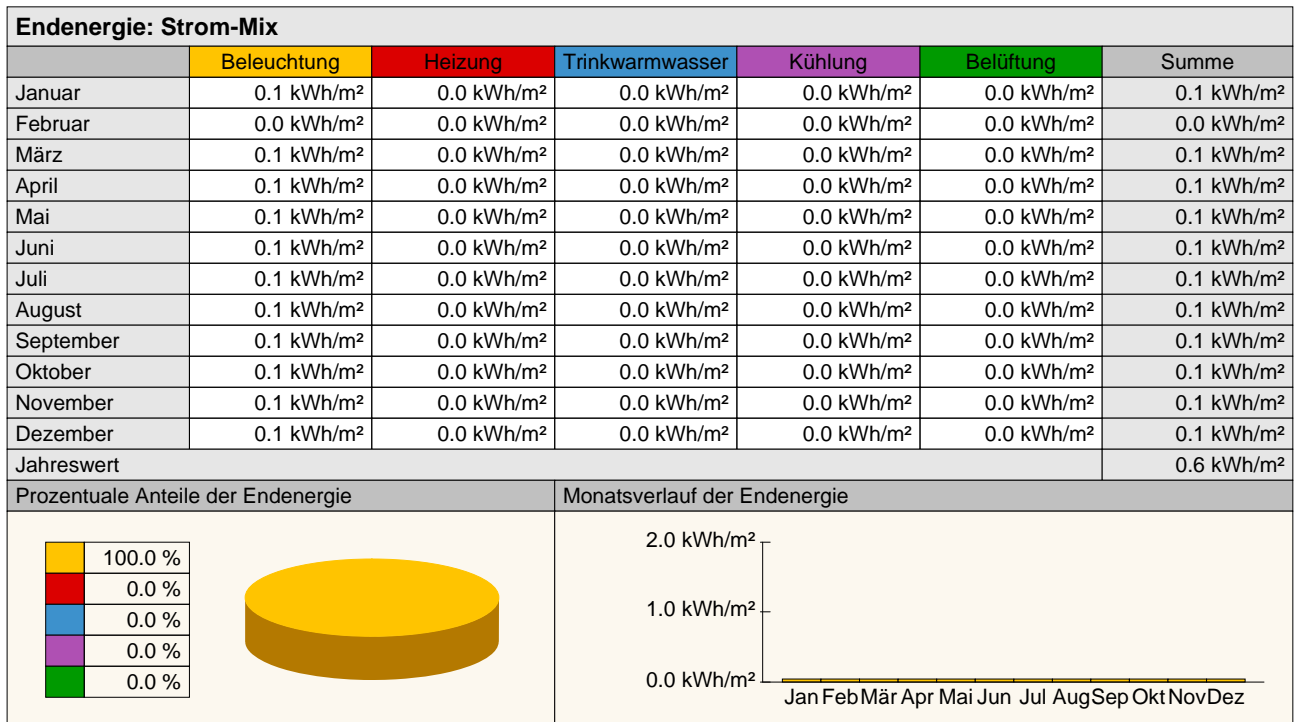 Endenergie: Strom-Mix
Beleuchtung Heizung Trinkwarmwasser Kühlung Belüftung Summe
Januar 0.1 kWh/m² 0.0 kWh/m² 0.0 kWh/m² 0.0 kWh/m² 0.0 kWh/m² 0.1 kWh/m²
Februar 0.0 kWh/m² 0.0 kWh/m² 0.0 kWh/m² 0.0 kWh/m² 0.0 kWh/m² 0.0 kWh/m²
März 0.1 kWh/m² 0.0 kWh/m² 0.0 kWh/m² 0.0 kWh/m² 0.0 kWh/m² 0.1 kWh/m²
April 0.1 kWh/m² 0.0 kWh/m² 0.0 kWh/m² 0.0 kWh/m² 0.0 kWh/m² 0.1 kWh/m²
Mai 0.1 kWh/m² 0.0 kWh/m² 0.0 kWh/m² 0.0 kWh/m² 0.0 kWh/m² 0.1 kWh/m²
Juni 0.1 kWh/m² 0.0 kWh/m² 0.0 kWh/m² 0.0 kWh/m² 0.0 kWh/m² 0.1 kWh/m²
Juli 0.1 kWh/m² 0.0 kWh/m² 0.0 kWh/m² 0.0 kWh/m² 0.0 kWh/m² 0.1 kWh/m²
August 0.1 kWh/m² 0.0 kWh/m² 0.0 kWh/m² 0.0 kWh/m² 0.0 kWh/m² 0.1 kWh/m²
September 0.1 kWh/m² 0.0 kWh/m² 0.0 kWh/m² 0.0 kWh/m² 0.0 kWh/m² 0.1 kWh/m²
Oktober 0.1 kWh/m² 0.0 kWh/m² 0.0 kWh/m² 0.0 kWh/m² 0.0 kWh/m² 0.1 kWh/m²
November 0.1 kWh/m² 0.0 kWh/m² 0.0 kWh/m² 0.0 kWh/m² 0.0 kWh/m² 0.1 kWh/m²
Dezember 0.1 kWh/m² 0.0 kWh/m² 0.0 kWh/m² 0.0 kWh/m² 0.0 kWh/m² 0.1 kWh/m²
Jahreswert 0.6 kWh/m²
Prozentuale Anteile der Endenergie
100.0 %
0.0 %
0.0 %
0.0 %
0.0 %
Monatsverlauf der Endenergie
2.0 kWh/m²
1.0 kWh/m²
0.0 kWh/m²
Jan Feb Mär Apr Mai Jun Jul Aug Sep Okt Nov Dez